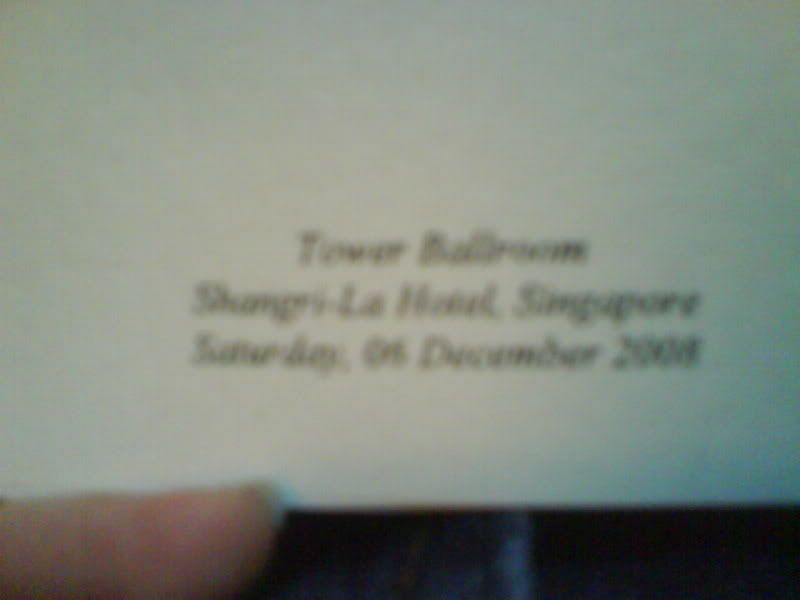 Tower Ballroom
Shangri-La Hotel, Singapore
Saturday, 06 December 2008